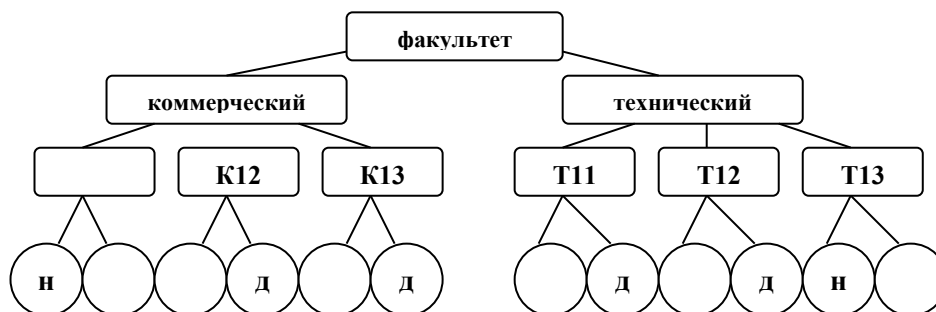 факультет
коммерческий технический
К12 К13 Т11 Т12 Т13
н д д д д н